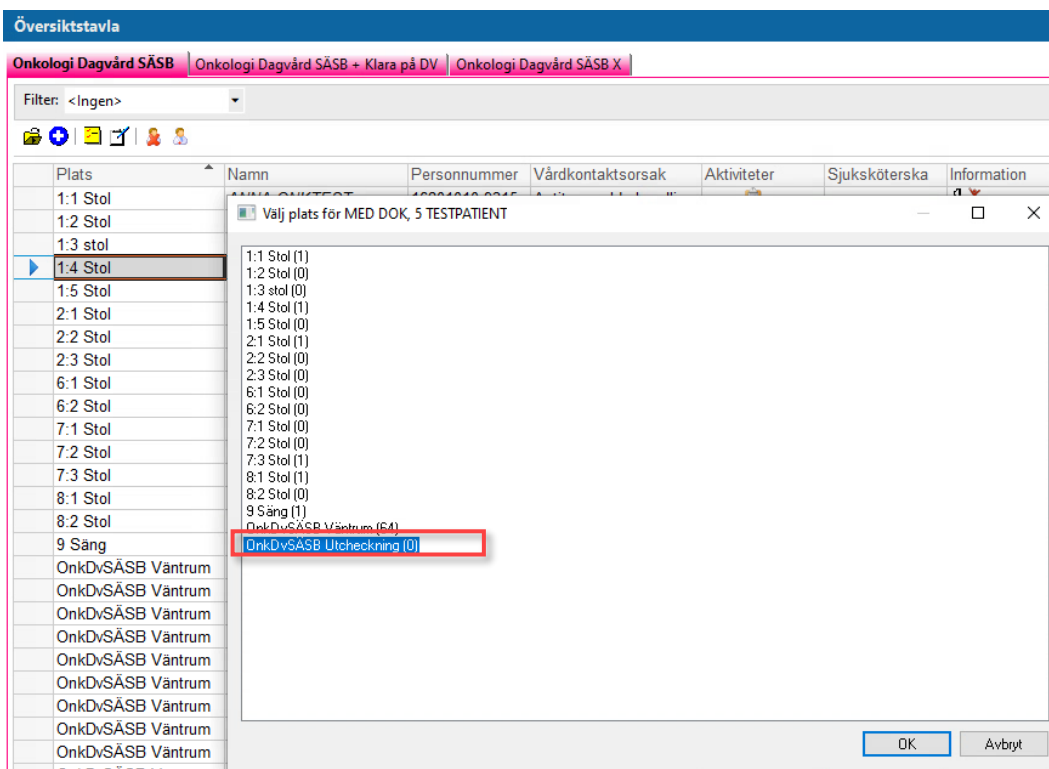 Översiktstavla
Onkologi Dagvård SÄSB Onkologi Dagvård SÄSB + Klara på DV Onkologi Dagvård SÄSB X
Filter: <Ingen>
Plats Namn Personnummer Vårdkontaktsorsak Aktiviteter Sjuksköterska Information
1:1 Stol
1:2 Stol
1:3 stol
1:4 Stol
1:5 Stol
2:1 Stol
2:2 Stol
2:3 Stol
6:1 Stol
6:2 Stol
7:1 Stol
7:2 Stol
7:3 Stol
8:1 Stol
8:2 Stol
9 Säng
OnkDvSÄSB Väntrum
OnkDvSÄSB Väntrum
OnkDvSÄSB Väntrum
OnkDvSÄSB Väntrum
OnkDvSÄSB Väntrum
OnkDvSÄSB Väntrum
OnkDvSÄSB Väntrum
OnkDvSÄSB Väntrum
OnkDvSÄSB Väntrum
Välj plats för MED DOK, 5 TESTPATIENT
1:1 Stol (1)
1:2 Stol (0)
1:3 stol (0)
1:4 Stol (1)
1:5 Stol (0)
2:1 Stol (1)
2:2 Stol (0)
2:3 Stol (0)
6:1 Stol (0)
6:2 Stol (0)
7:1 Stol (0)
7:2 Stol (0)
7:3 Stol (1)
8:1 Stol (1)
8:2 Stol (0)
9 Säng (1)
OnkDvSÄSB Väntrum (64)
OnkDvSÄSB Utcheckning (0)
OK Avbryt